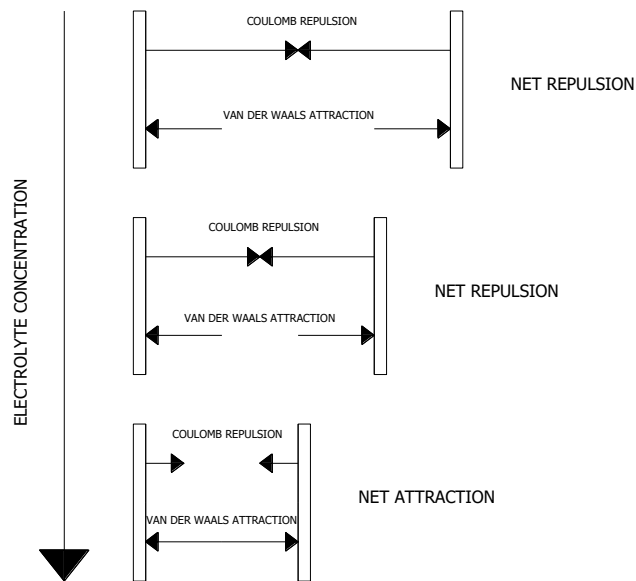 COULOMB REPULSION
NET REPULSION
VAN DER WAALS ATTRACTION
COULOMB REPULSION
NET REPULSION
VAN DER WAALS ATTRACTION
ELECTROLYTE CONCENTRATION
COULOMB REPULSION
NET ATTRACTION
VAN DER WAALS ATTRACTION